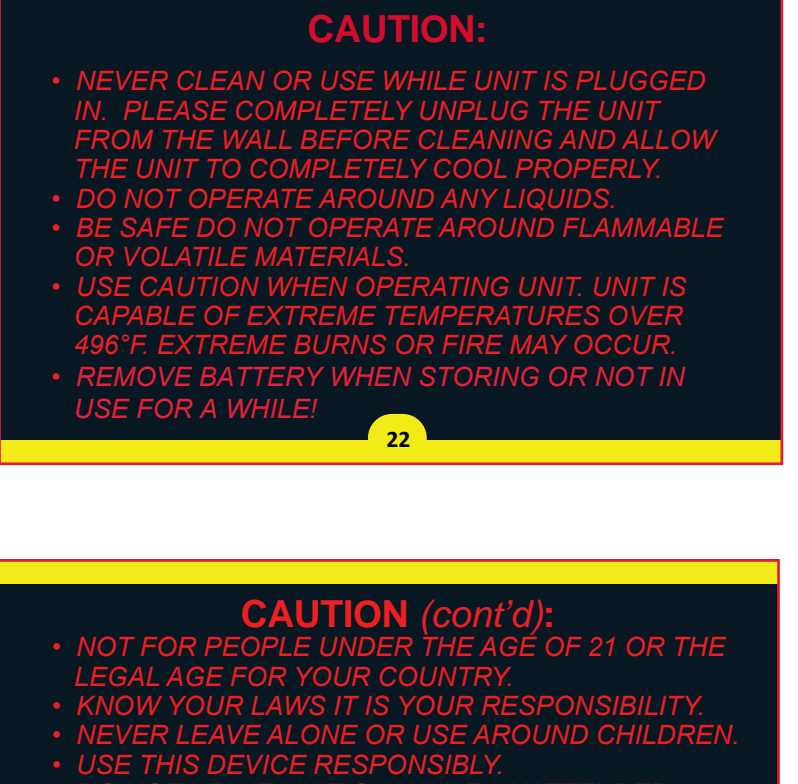 CAUTION:
• NEVER CLEAN OR USE WHILE UNIT IS PLUGGED
IN. PLEASE COMPLETELY UNPLUG THE UNIT
FROM THE WALL BEFORE CLEANING AND ALLOW
THE UNIT TO COMPLETELY COOL PROPERLY.
• DO NOT OPERATE AROUND ANY LIQUIDS.
• BE SAFE DO NOT OPERATE AROUND FLAMMABLE
OR VOLATILE MATERIALS.
• USE CAUTION WHEN OPERATING UNIT. UNIT IS
CAPABLE OF EXTREME TEMPERATURES OVER
496°F. EXTREME BURNS OR FIRE MAY OCCUR.
• REMOVE BATTERY WHEN STORING OR NOT IN
USE FOR A WHILE!
22
CAUTION (cont’d):
• NOT FOR PEOPLE UNDER THE AGE OF 21 OR THE
LEGAL AGE FOR YOUR COUNTRY.
• KNOW YOUR LAWS IT IS YOUR RESPONSIBILITY.
• NEVER LEAVE ALONE OR USE AROUND CHILDREN.
• USE THIS DEVICE RESPONSIBLY.